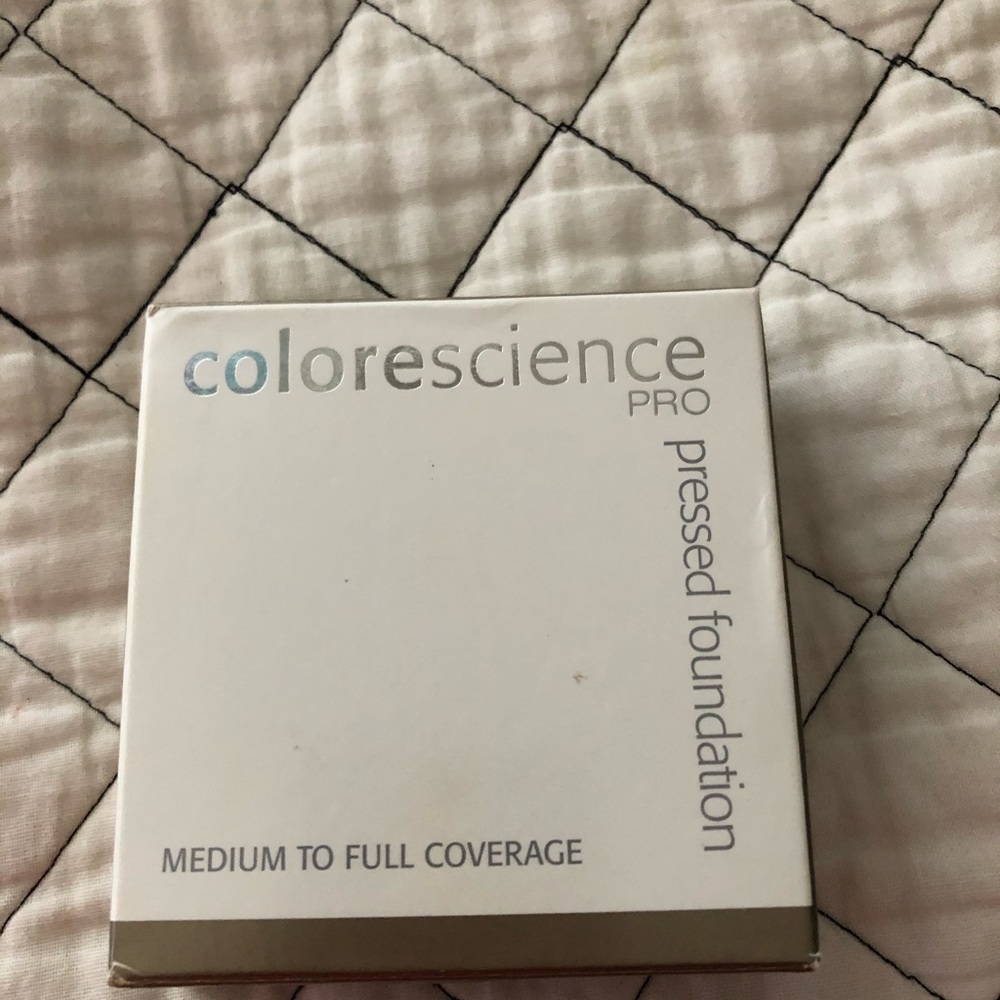 colorescience
PRO
pressed foundation
MEDIUM TO FULL COVERAGE